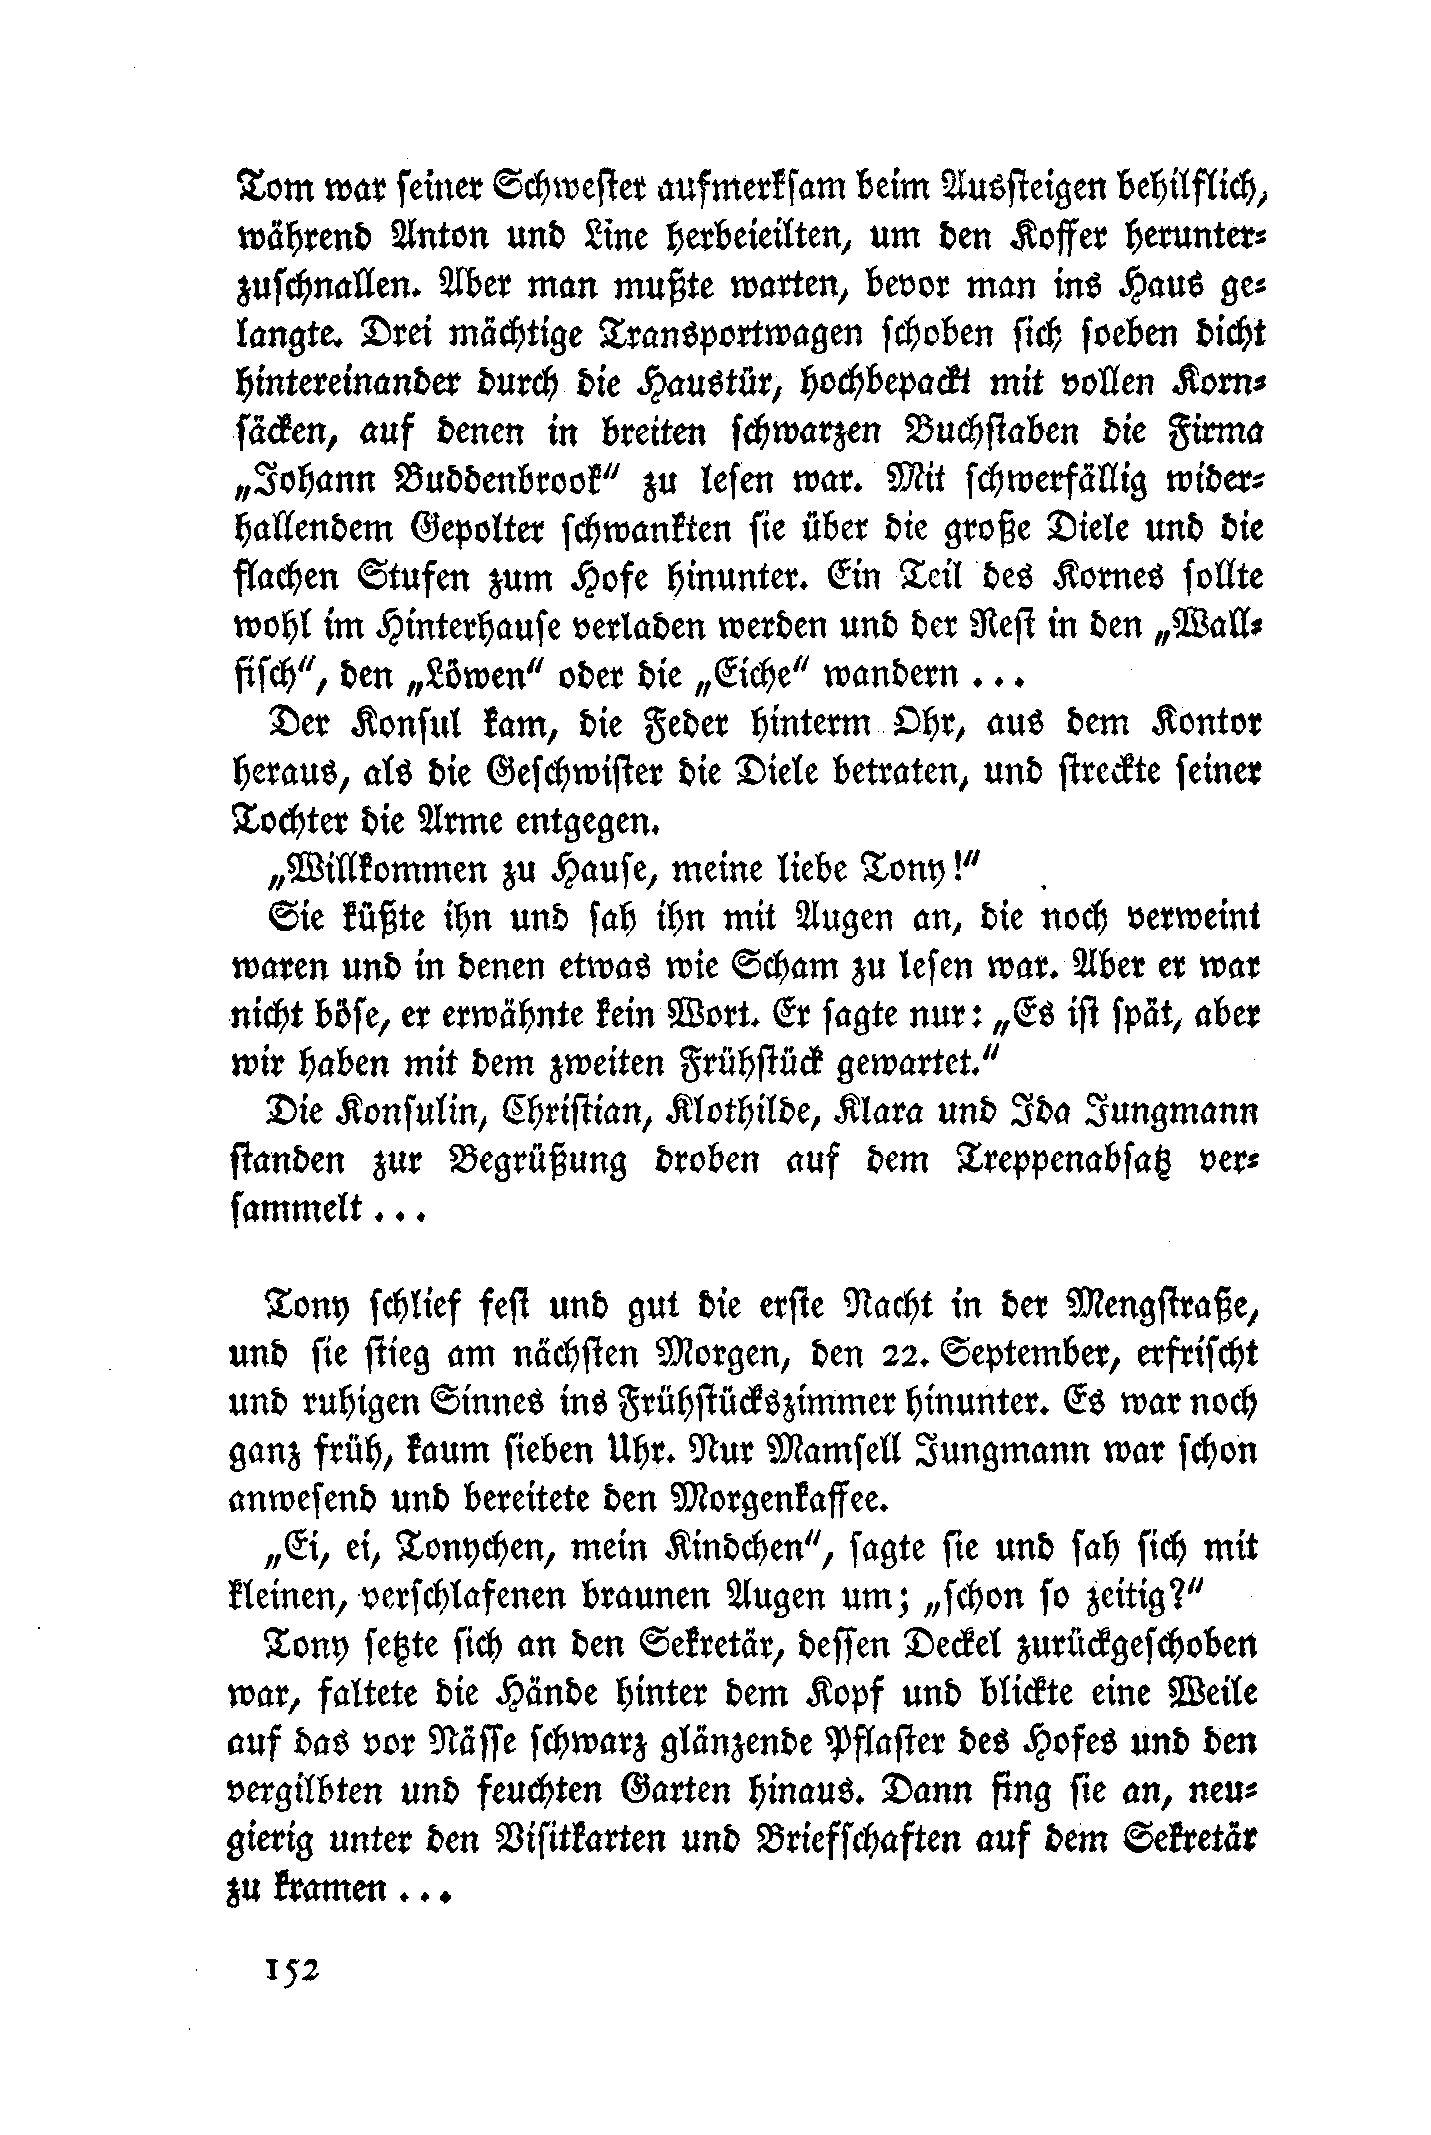 Tom war seiner Schwester aufmerksam beim Aussteigen behilflich,
während Anton und Line herbeieilten, um den Koffer herunter-
zuschnallen. Aber man mußte warten, bevor man ins Haus ge-
langte. Drei mächtige Transportwagen schoben sich soeben dicht
hintereinander durch die Haustür, hochbepackt mit vollen Korn-
säcken, auf denen in breiten schwarzen Buchstaben die Firma
„Johann Buddenbrook“ zu lesen war. Mit schwerfällig wider-
hallendem Gepolter schwankten sie über die große Diele und die
flachen Stufen zum Hofe hinunter. Ein Teil des Kornes sollte
wohl im Hinterhause verladen werden und der Rest in den „Wall-
fisch“, den „Löwen“ oder die „Eiche“ wandern ...
Der Konsul kam, die Feder hinterm Ohr, aus dem Kontor
heraus, als die Geschwister die Diele betraten, und streckte seiner
Tochter die Arme entgegen.
„Willkommen zu Hause, meine liebe Tony!“
Sie küßte ihn und sah ihn mit Augen an, die noch verweint
waren und in denen etwas wie Scham zu lesen war. Aber er war
nicht böse, er erwähnte kein Wort. Er sagte nur: „Es ist spät, aber
wir haben mit dem zweiten Frühstück gewartet.“
Die Konsulin, Christian, Klothilde, Klara und Ida Jungmann
standen zur Begrüßung droben auf dem Treppenabsatz ver-
sammelt ...
Tony schlief fest und gut die erste Nacht in der Mengstraße,
und sie stieg am nächsten Morgen, den 22. September, erfrischt
und ruhigen Sinnes ins Frühstückszimmer hinunter. Es war noch
ganz früh, kaum sieben Uhr. Nur Mamsell Jungmann war schon
anwesend und bereitete den Morgenkaffee.
„Ei, ei, Tonychen, mein Kindchen“, sagte sie und sah sich mit
kleinen, verschlafenen braunen Augen um; „schon so zeitig?“
Tony setzte sich an den Sekretär, dessen Deckel zurückgeschoben
war, faltete die Hände hinter dem Kopf und blickte eine Weile
auf das vor Nässe schwarz glänzende Pflaster des Hofes und den
vergilbten und feuchten Garten hinaus. Dann fing sie an, neu-
gierig unter den Visitkarten und Briefschaften auf dem Sekretär
zu kramen ...
152